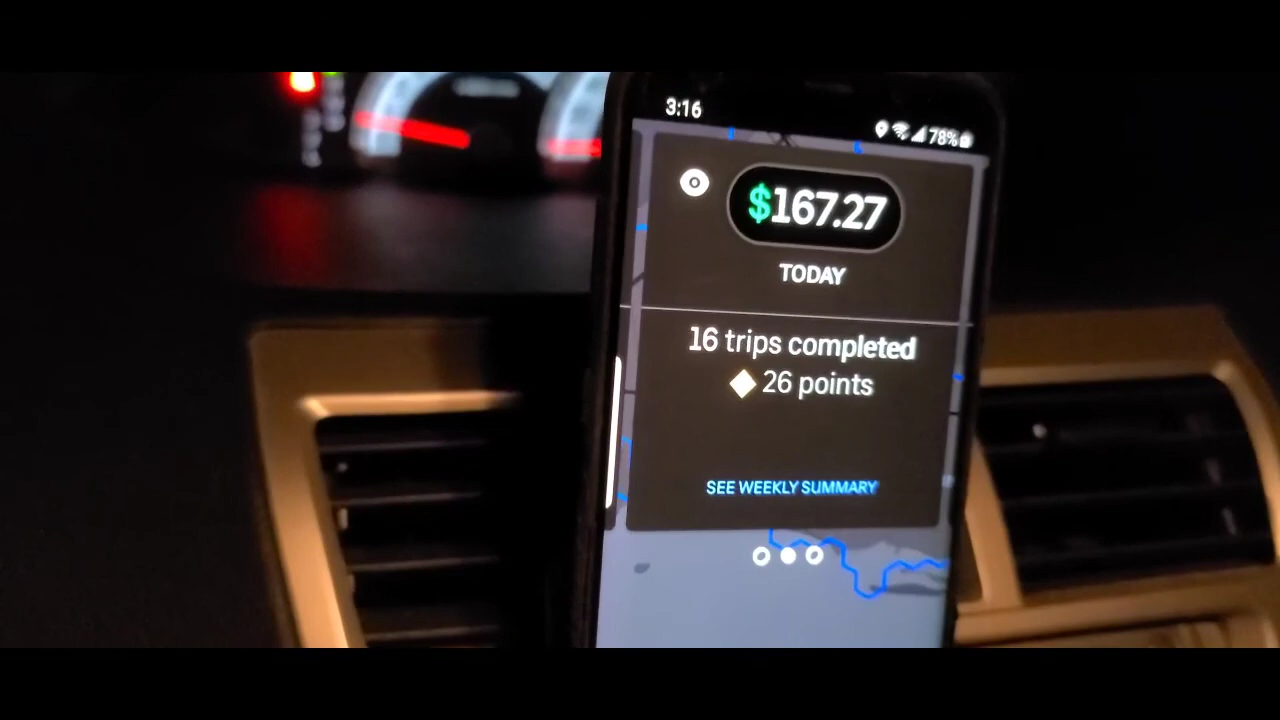 3:16
78%
$167.27
TODAY
16 trips completed
26 points
SEE WEEKLY SUMMARY